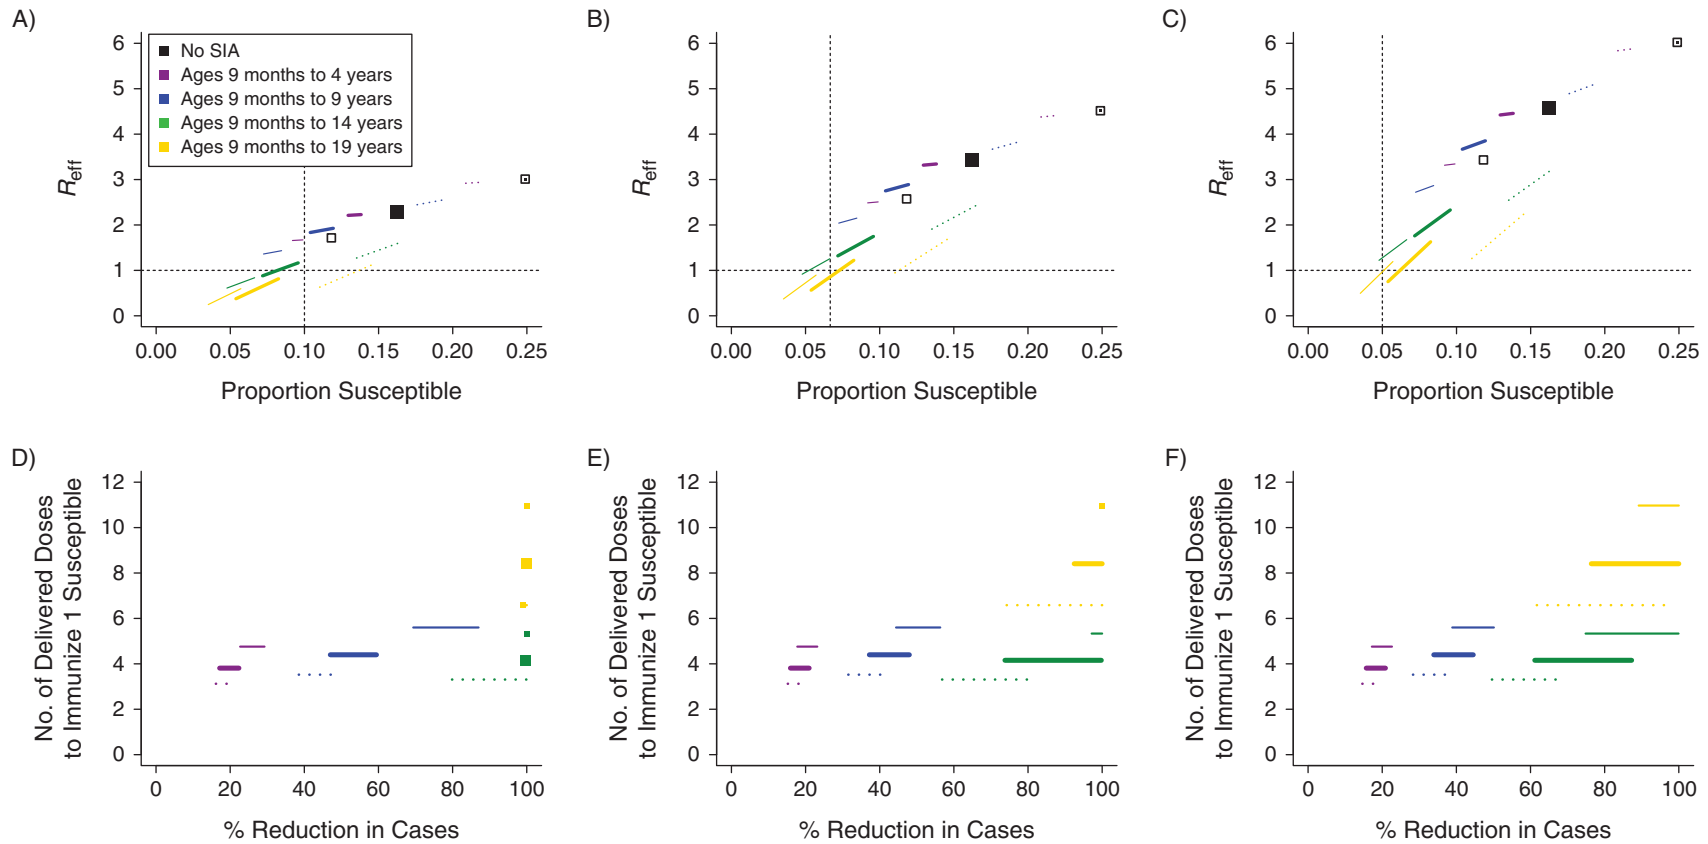 A)
6
5
4
3
2
1
0
Reff
No SIA
Ages 9 months to 4 years
Ages 9 months to 9 years
Ages 9 months to 14 years
Ages 9 months to 19 years
0.00 0.05 0.10 0.15 0.20 0.25
Proportion Susceptible
B)
6
5
4
3
2
1
0
Reff
0.00 0.05 0.10 0.15 0.20 0.25
Proportion Susceptible
C)
6
5
4
3
2
1
0
Reff
0.00 0.05 0.10 0.15 0.20 0.25
Proportion Susceptible
D)
No. of Delivered Doses
to Immunize 1 Susceptible
12
10
8
6
4
2
0
0 20 40 60 80 100
% Reduction in Cases
E)
No. of Delivered Doses
to Immunize 1 Susceptible
12
10
8
6
4
2
0
0 20 40 60 80 100
% Reduction in Cases
F)
No. of Delivered Doses
to Immunize 1 Susceptible
12
10
8
6
4
2
0
0 20 40 60 80 100
% Reduction in Cases